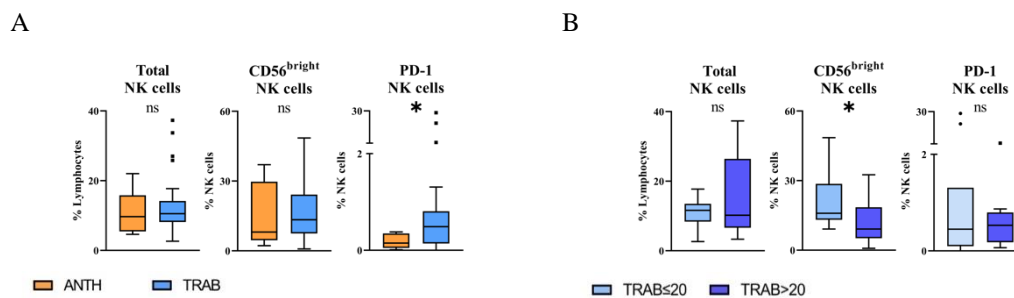 A
B
Total
NK cells
ns
CD56bright
NK cells
ns
PD-1
NK cells
*
% Lymphocytes
40
20
0
% NK cells
60
30
0
% NK cells
30
2
0
ANTH
TRAB
Total
NK cells
ns
CD56bright
NK cells
*
PD-1
NK cells
ns
% Lymphocytes
40
20
0
% NK cells
60
30
0
% NK cells
30
2
0
TRAB≤20
TRAB>20